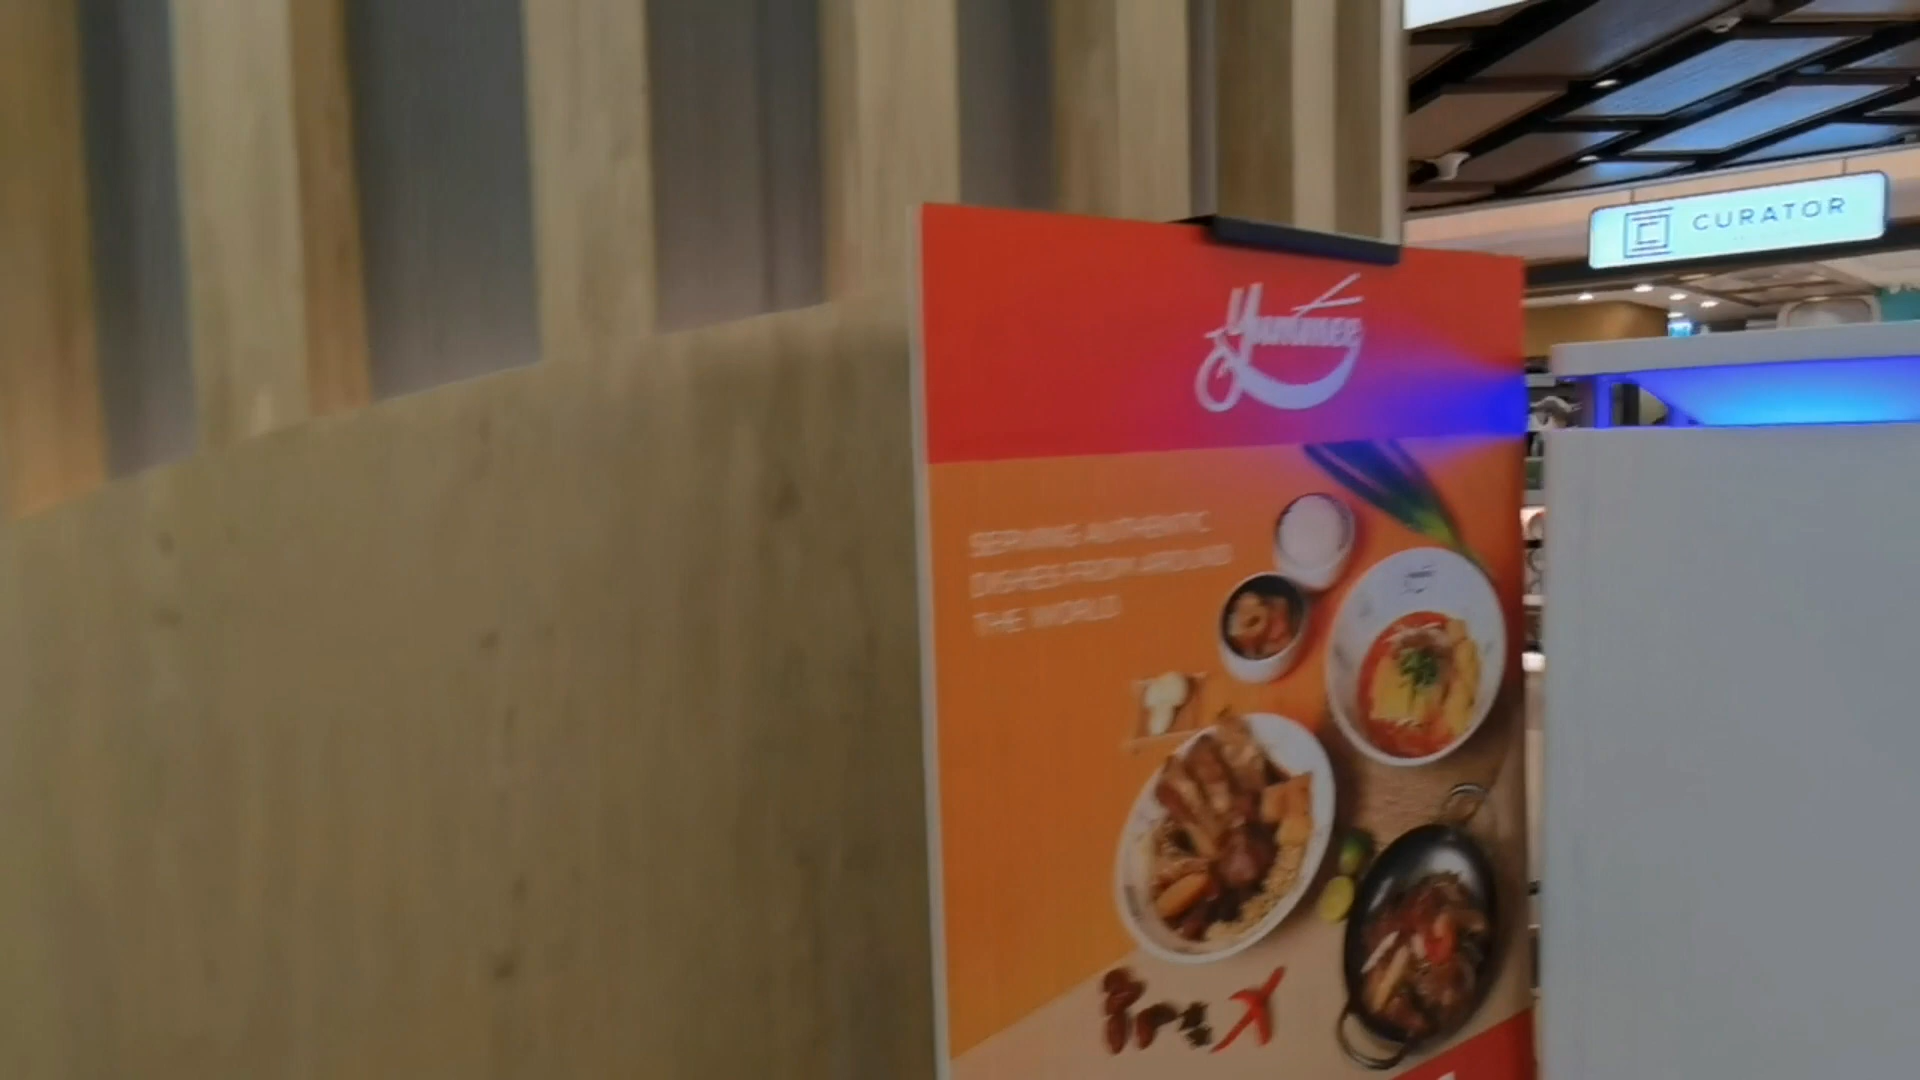 CURATOR
Yummee
SERVING AUTHENTIC
DISHES FROM AROUND
THE WORLD